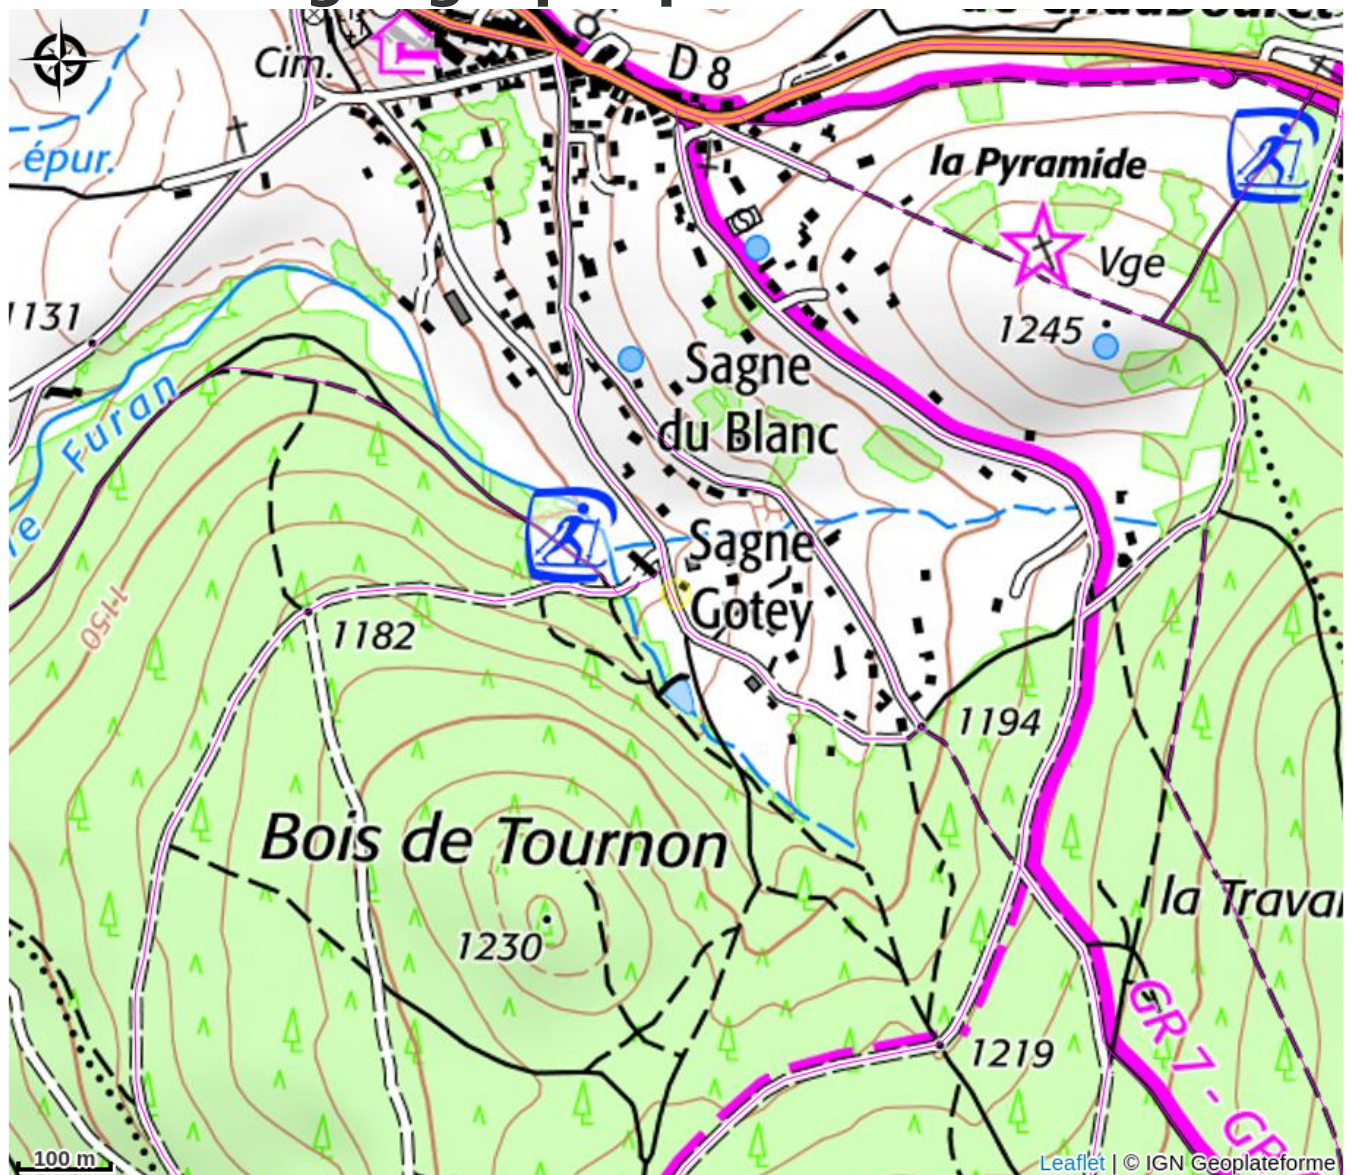 D 8
Cim.
épur.
la Pyramide
Vge
1131
1245
Sagne
du Blanc
Furan
Sagne
Gotey
1150
1182
1194
Bois de Tournon
1230
la Trava
1219
GR 7 - GR
100 m
Leaflet | © IGN Geoplateforme